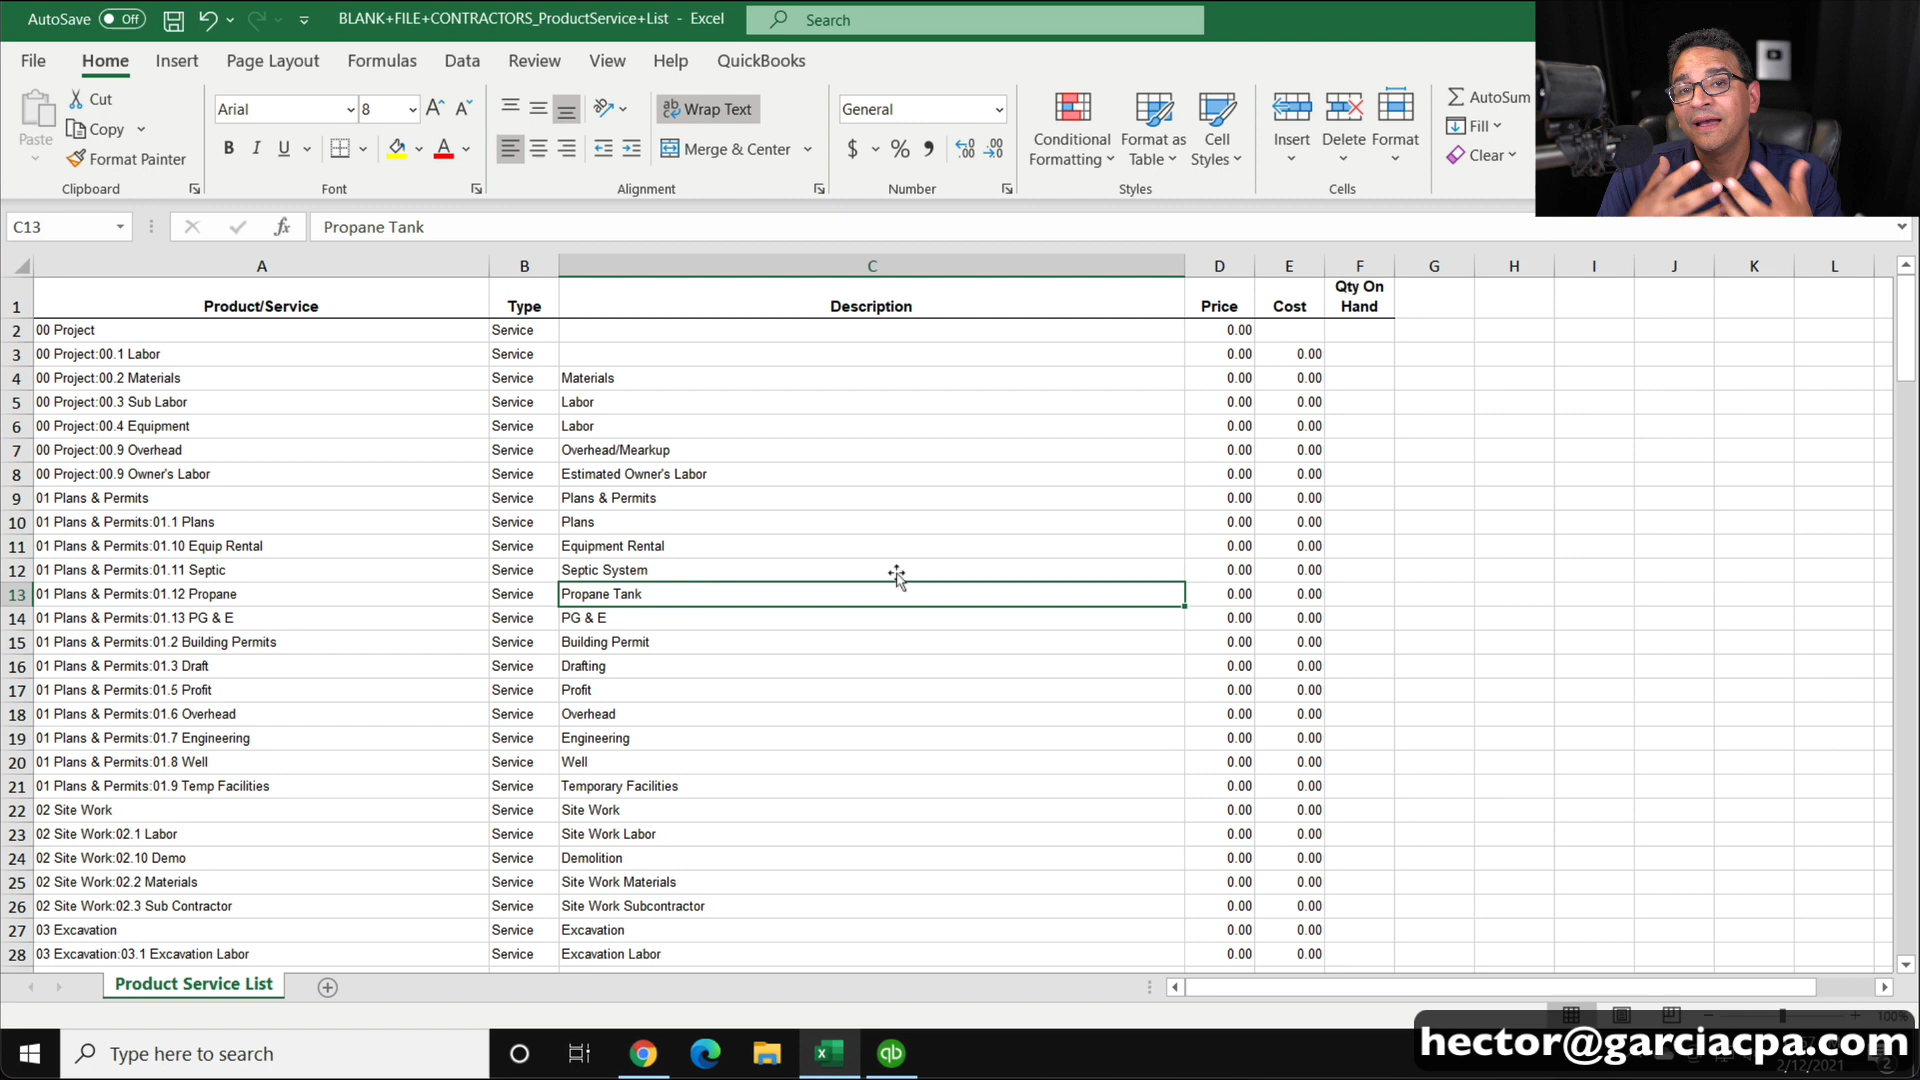 AutoSave Off BLANK+FILE+CONTRACTORS_ProductService+List - Excel Search
File Home Insert Page Layout Formulas Data Review View Help QuickBooks
Paste Cut Copy Format Painter Clipboard
Arial 8 B I U A Font
Wrap Text Merge & Center Alignment
General $ % Number
Conditional Formatting Format as Table Cell Styles Styles
Insert Delete Format Cells
AutoSum Fill Clear
C13 fx Propane Tank
A B C D E F G H I J K L
1 Product/Service Type Description Price Cost Qty On Hand
2 00 Project Service 0.00
3 00 Project:00.1 Labor Service 0.00 0.00
4 00 Project:00.2 Materials Service Materials 0.00 0.00
5 00 Project:00.3 Sub Labor Service Labor 0.00 0.00
6 00 Project:00.4 Equipment Service Labor 0.00 0.00
7 00 Project:00.9 Overhead Service Overhead/Mearkup 0.00 0.00
8 00 Project:00.9 Owner's Labor Service Estimated Owner's Labor 0.00 0.00
9 01 Plans & Permits Service Plans & Permits 0.00 0.00
10 01 Plans & Permits:01.1 Plans Service Plans 0.00 0.00
11 01 Plans & Permits:01.10 Equip Rental Service Equipment Rental 0.00 0.00
12 01 Plans & Permits:01.11 Septic Service Septic System 0.00 0.00
13 01 Plans & Permits:01.12 Propane Service Propane Tank 0.00 0.00
14 01 Plans & Permits:01.13 PG & E Service PG & E 0.00 0.00
15 01 Plans & Permits:01.2 Building Permits Service Building Permit 0.00 0.00
16 01 Plans & Permits:01.3 Draft Service Drafting 0.00 0.00
17 01 Plans & Permits:01.5 Profit Service Profit 0.00 0.00
18 01 Plans & Permits:01.6 Overhead Service Overhead 0.00 0.00
19 01 Plans & Permits:01.7 Engineering Service Engineering 0.00 0.00
20 01 Plans & Permits:01.8 Well Service Well 0.00 0.00
21 01 Plans & Permits:01.9 Temp Facilities Service Temporary Facilities 0.00 0.00
22 02 Site Work Service Site Work 0.00 0.00
23 02 Site Work:02.1 Labor Service Site Work Labor 0.00 0.00
24 02 Site Work:02.10 Demo Service Demolition 0.00 0.00
25 02 Site Work:02.2 Materials Service Site Work Materials 0.00 0.00
26 02 Site Work:02.3 Sub Contractor Service Site Work Subcontractor 0.00 0.00
27 03 Excavation Service Excavation 0.00 0.00
28 03 Excavation:03.1 Excavation Labor Service Excavation Labor 0.00 0.00
Product Service List
100%
Type here to search qb
hector@garciacpa.com
2/12/2021